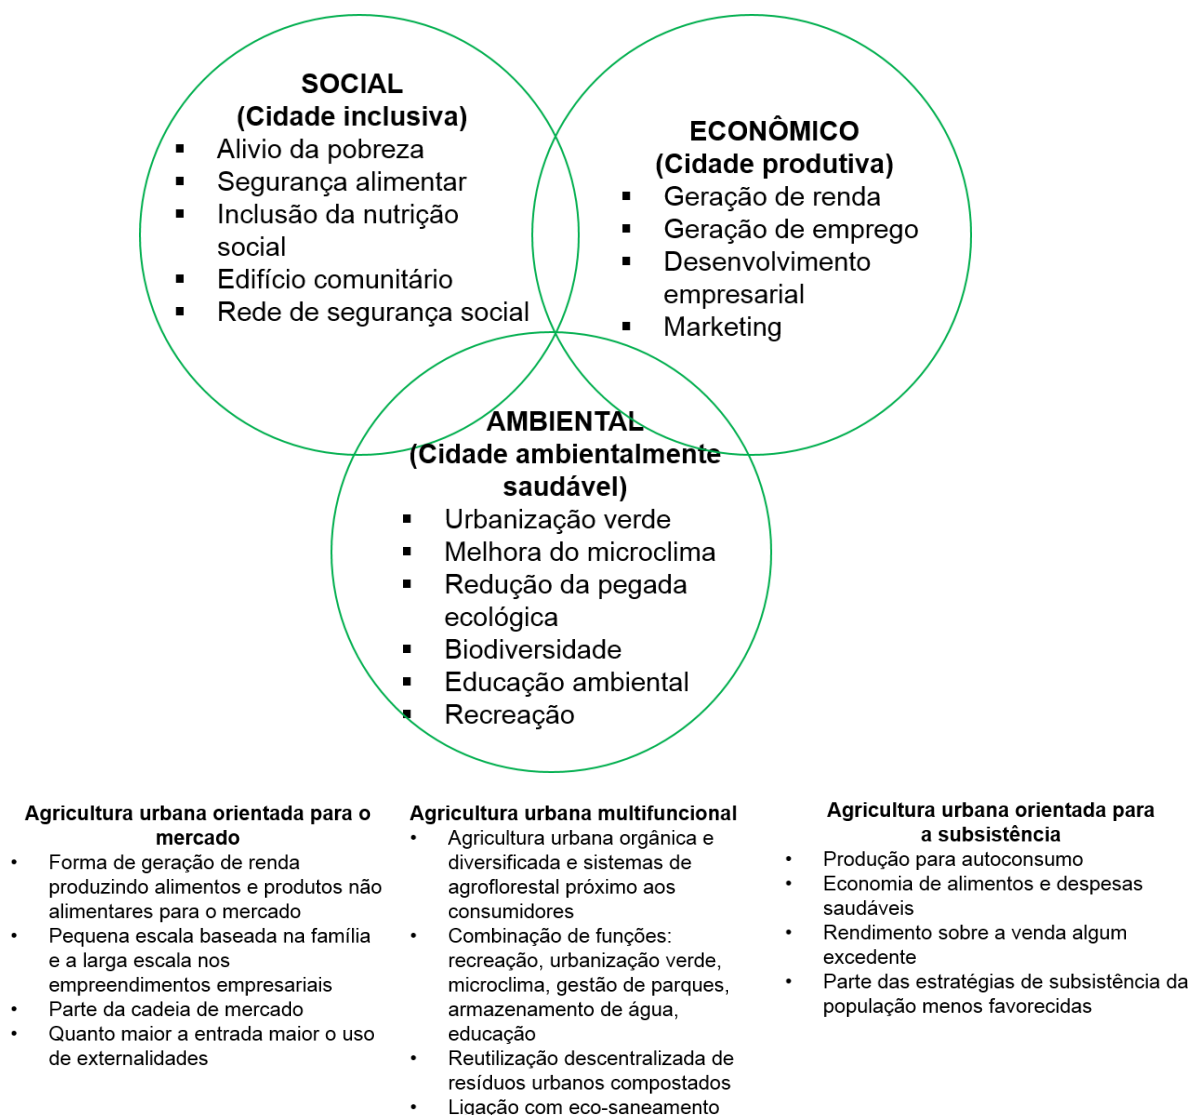 SOCIAL
(Cidade inclusiva)
▪ Alivio da pobreza
▪ Segurança alimentar
▪ Inclusão da nutrição
social
▪ Edifício comunitário
▪ Rede de segurança social
ECONÔMICO
(Cidade produtiva)
▪ Geração de renda
▪ Geração de emprego
▪ Desenvolvimento
empresarial
▪ Marketing
AMBIENTAL
(Cidade ambientalmente
saudável)
▪ Urbanização verde
▪ Melhora do microclima
▪ Redução da pegada
ecológica
▪ Biodiversidade
▪ Educação ambiental
▪ Recreação
Agricultura urbana orientada para o
mercado
• Forma de geração de renda
produzindo alimentos e produtos não
alimentares para o mercado
• Pequena escala baseada na família
e a larga escala nos
empreendimentos empresariais
• Parte da cadeia de mercado
• Quanto maior a entrada maior o uso
de externalidades
Agricultura urbana multifuncional
• Agricultura urbana orgânica e
diversificada e sistemas de
agroflorestal próximo aos
consumidores
• Combinação de funções:
recreação, urbanização verde,
microclima, gestão de parques,
armazenamento de água,
educação
• Reutilização descentralizada de
resíduos urbanos compostados
• Ligação com eco-saneamento
Agricultura urbana orientada para
a subsistência
• Produção para autoconsumo
• Economia de alimentos e despesas
saudáveis
• Rendimento sobre a venda algum
excedente
• Parte das estratégias de subsistência da
população menos favorecidas